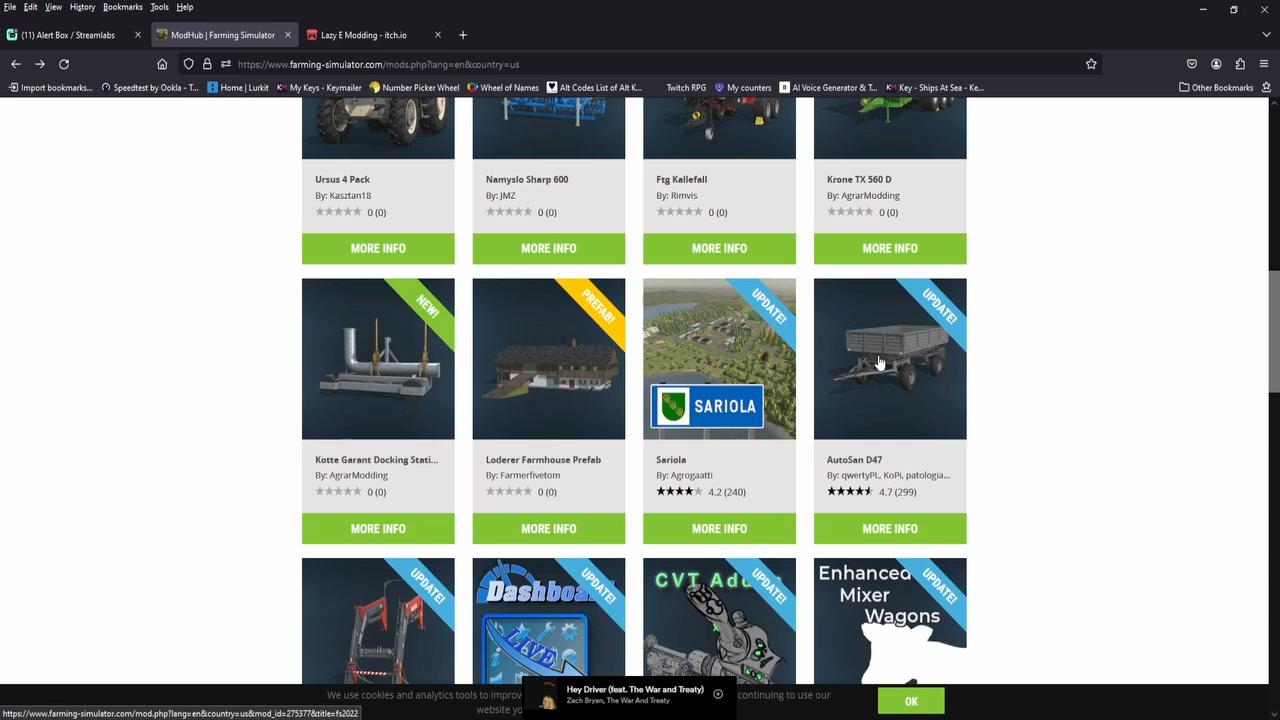 File Edit View History Bookmarks Tools Help
(11) Alert Box / Streamlabs
ModHub | Farming Simulator
Lazy E Modding - itch.io
https://www.farming-simulator.com/mods.php?lang=en&country=us
Import bookmarks...
Speedtest by Ookla - T...
Home | Lurkit
My Keys - Keymailer
Number Picker Wheel
Wheel of Names
Alt Codes List of Alt K...
Twitch RPG
My counters
AI Voice Generator & T...
Key - Ships At Sea - Ke...
Other Bookmarks
Ursus 4 Pack
By: Kasztan18
0 (0)
MORE INFO
Namyslo Sharp 600
By: JMZ
0 (0)
MORE INFO
Ftg Kallefall
By: Rimvis
0 (0)
MORE INFO
Krone TX 560 D
By: AgrarModding
0 (0)
MORE INFO
NEW!
Kotte Garant Docking Stati...
By: AgrarModding
0 (0)
MORE INFO
PREFAB!
Loderer Farmhouse Prefab
By: Farmerfivetom
0 (0)
MORE INFO
UPDATE!
SARIOLA
Sariola
By: Agrogaatti
4.2 (240)
MORE INFO
UPDATE!
AutoSan D47
By: qwertyPL, KoPi, patologia...
4.7 (299)
MORE INFO
UPDATE!
Dashboa
LIVE
UPDATE!
CVT Add
UPDATE!
Enhanced
Mixer
Wagons
UPDATE!
We use cookies and analytics tools to improv
continuing to use our
website yo
OK
Hey Driver (feat. The War and Treaty)
Zach Bryan, The War And Treaty
https://www.farming-simulator.com/mod.php?lang=en&country=us&mod_id=275377&title=fs2022